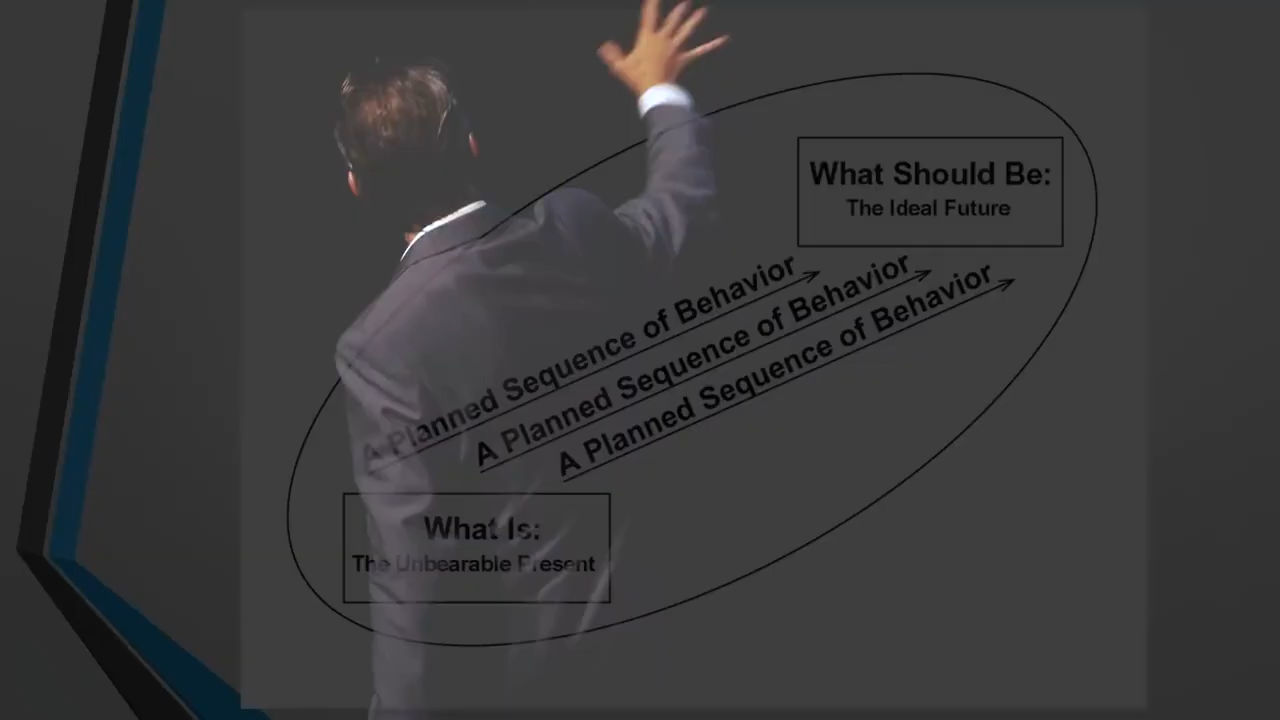 What Should Be:
The Ideal Future
A Planned Sequence of Behavior
A Planned Sequence of Behavior
A Planned Sequence of Behavior
What Is:
The Unbearable Present